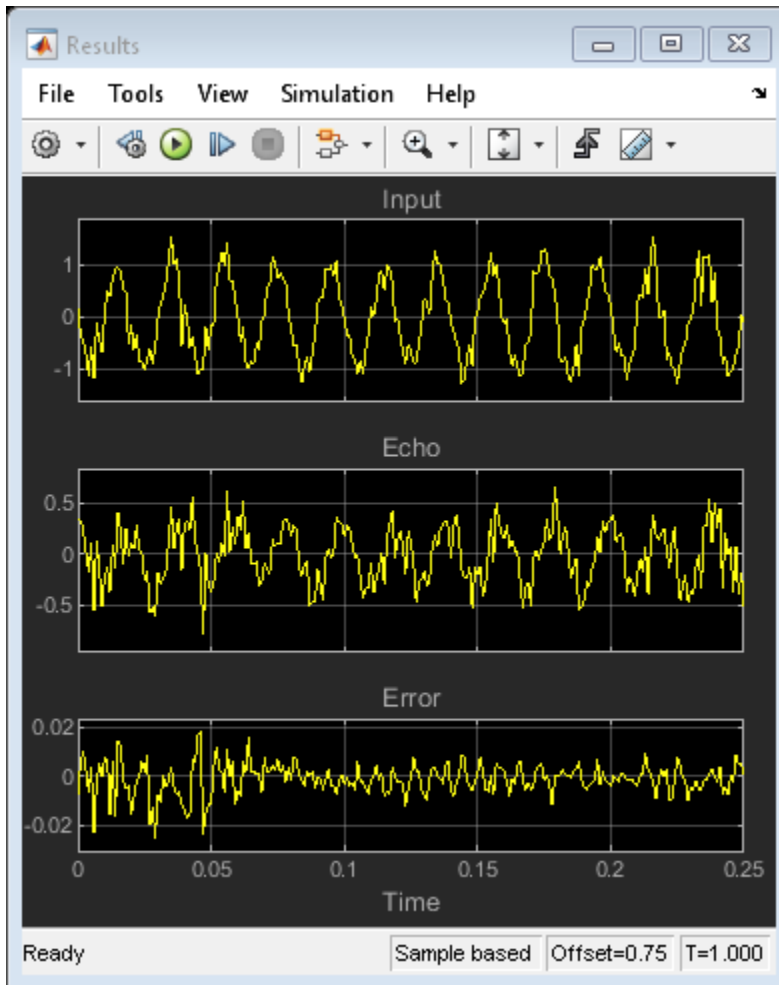 Results
File Tools View Simulation Help
Input
1
0
-1
Echo
0.5
0
-0.5
Error
0.02
0
-0.02
0 0.05 0.1 0.15 0.2 0.25
Time
Ready Sample based Offset=0.75 T=1.000